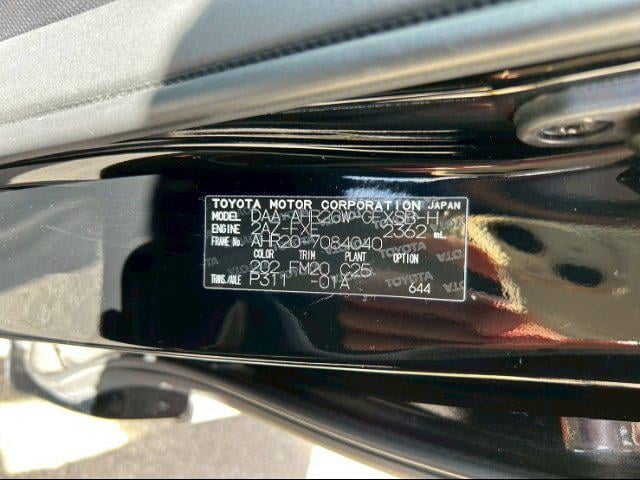 TOYOTA MOTOR CORPORATION JAPAN
MODEL DAA-AHR20W-GEXSB-H
ENGINE 2AZ-FXE 2362 mL
FRAME No. AHR20-7084040
COLOR TRIM PLANT OPTION
202 FM20 C25
TRANS./AXLE P311 -01A
644